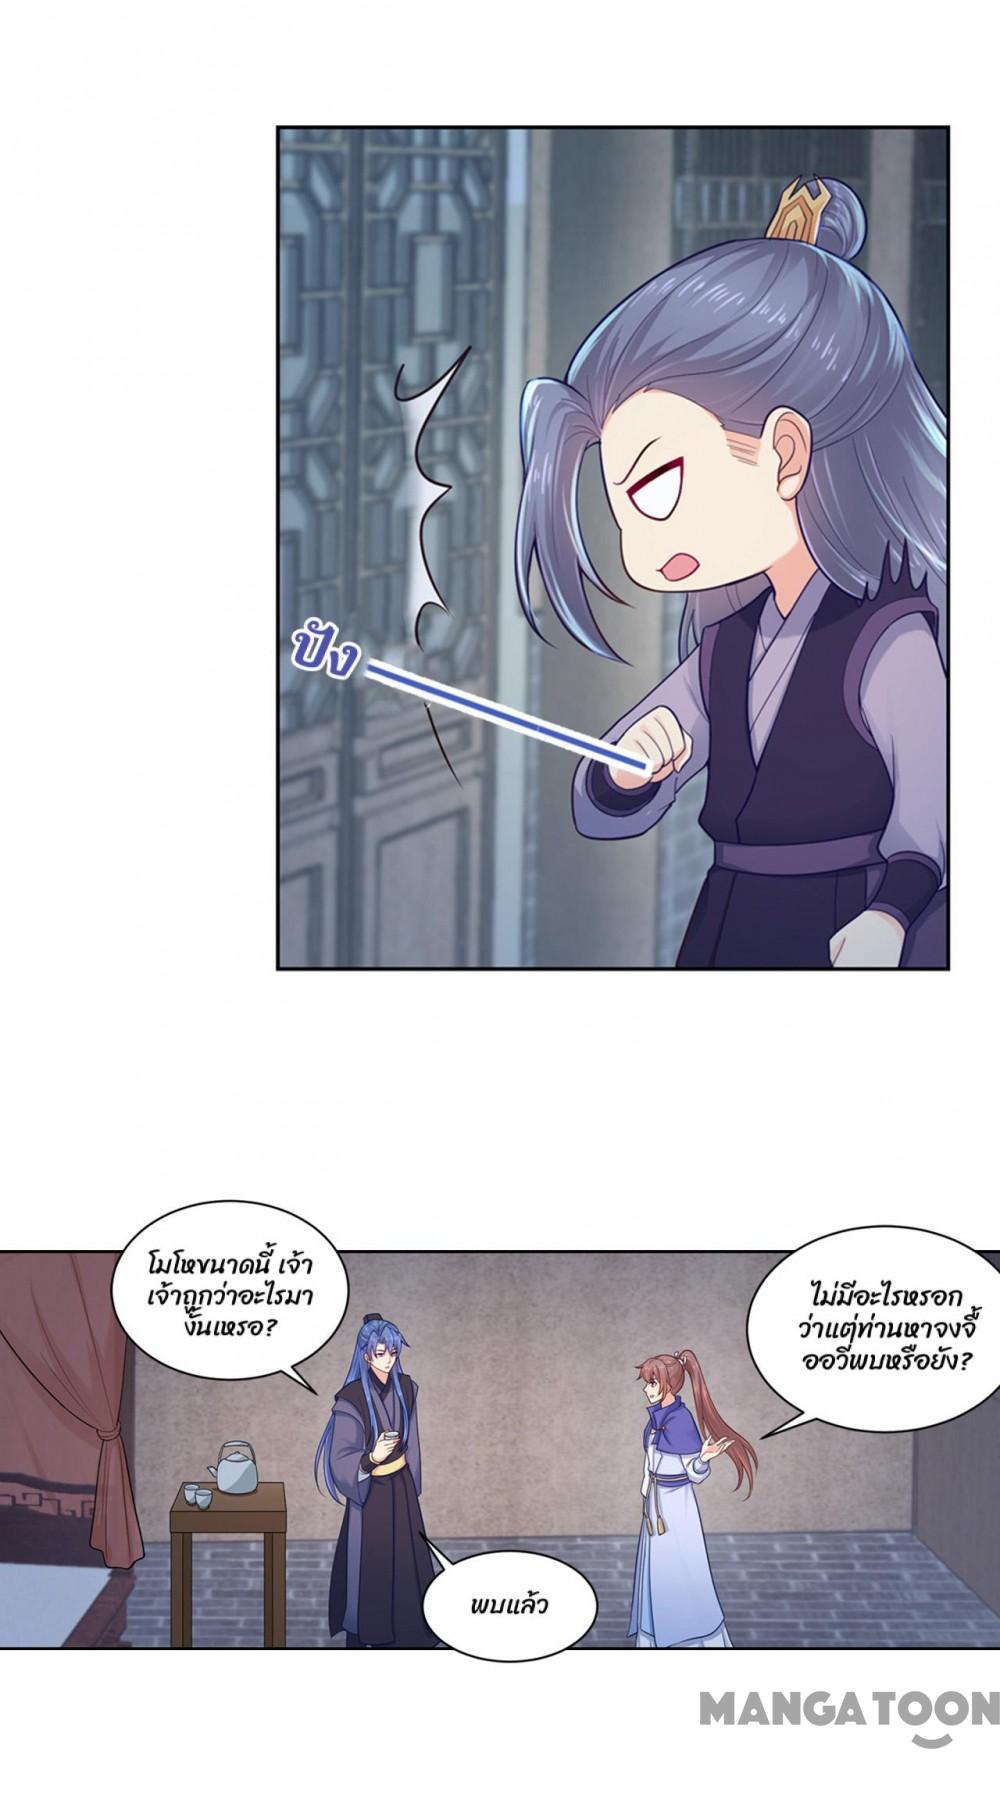 ปัง
โมโหขนาดนี้ เจ้า
เจ้าถูกว่าอะไรมา
งั้นเหรอ?
ไม่มีอะไรหรอก
ว่าแต่ท่านหาจงจี้
ออวี่พบหรือยัง?
พบแล้ว
MANGATOON